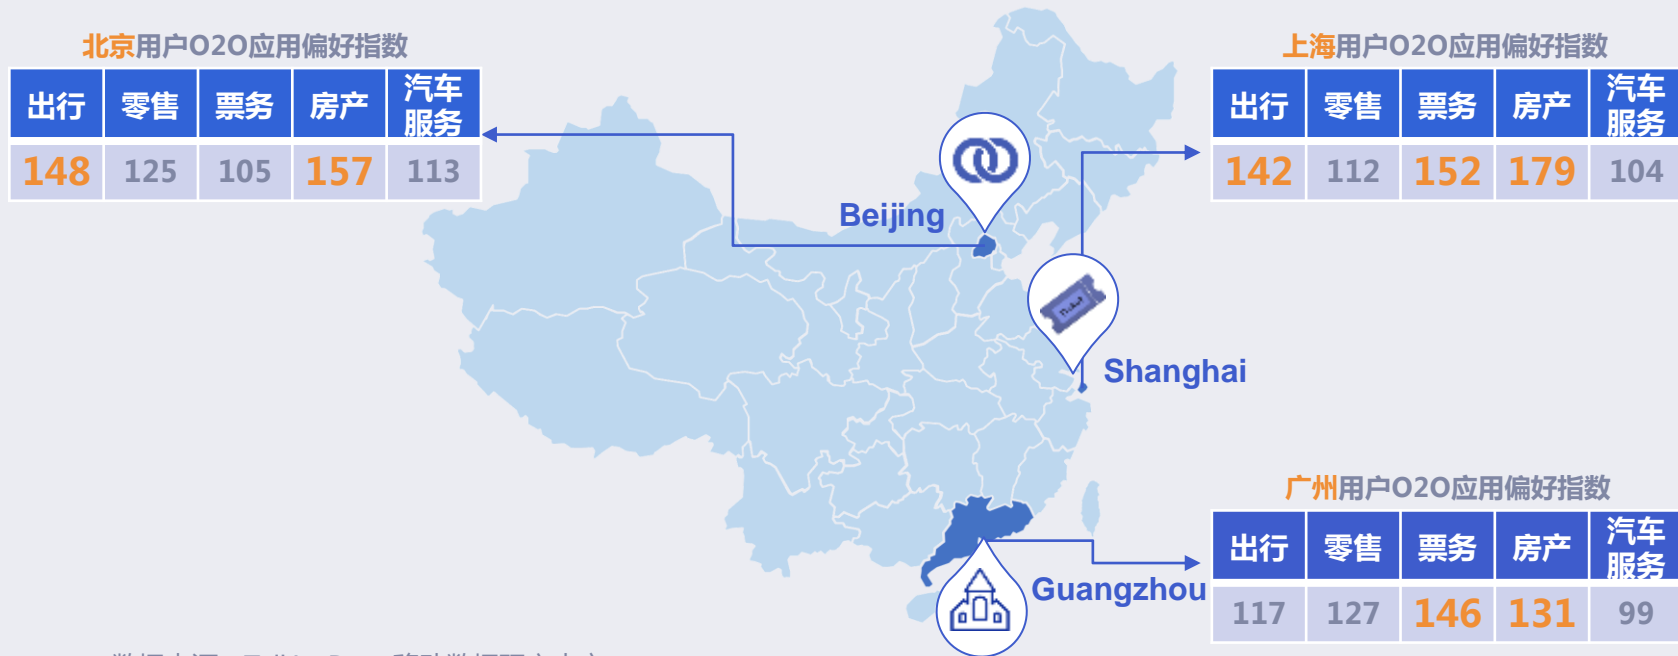 北京用户O2O应用偏好指数
出行 零售 票务 房产 汽车服务
148 125 105 157 113
上海用户O2O应用偏好指数
出行 零售 票务 房产 汽车服务
142 112 152 179 104
Beijing
Shanghai
广州用户O2O应用偏好指数
出行 零售 票务 房产 汽车服务
117 127 146 131 99
Guangzhou